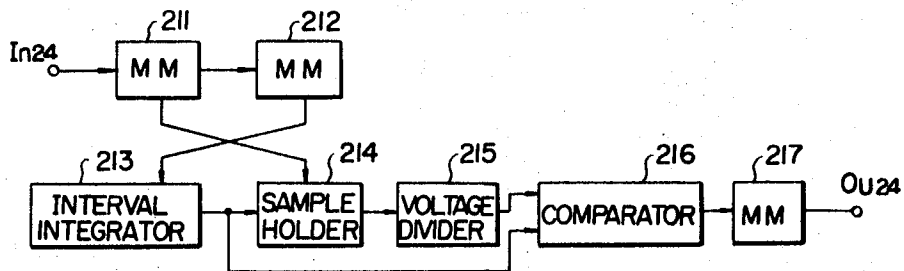 211
212
In24
MM
MM
213
214
215
216
217
INTERVAL
INTEGRATOR
SAMPLE
HOLDER
VOLTAGE
DIVIDER
COMPARATOR
MM
Ou24